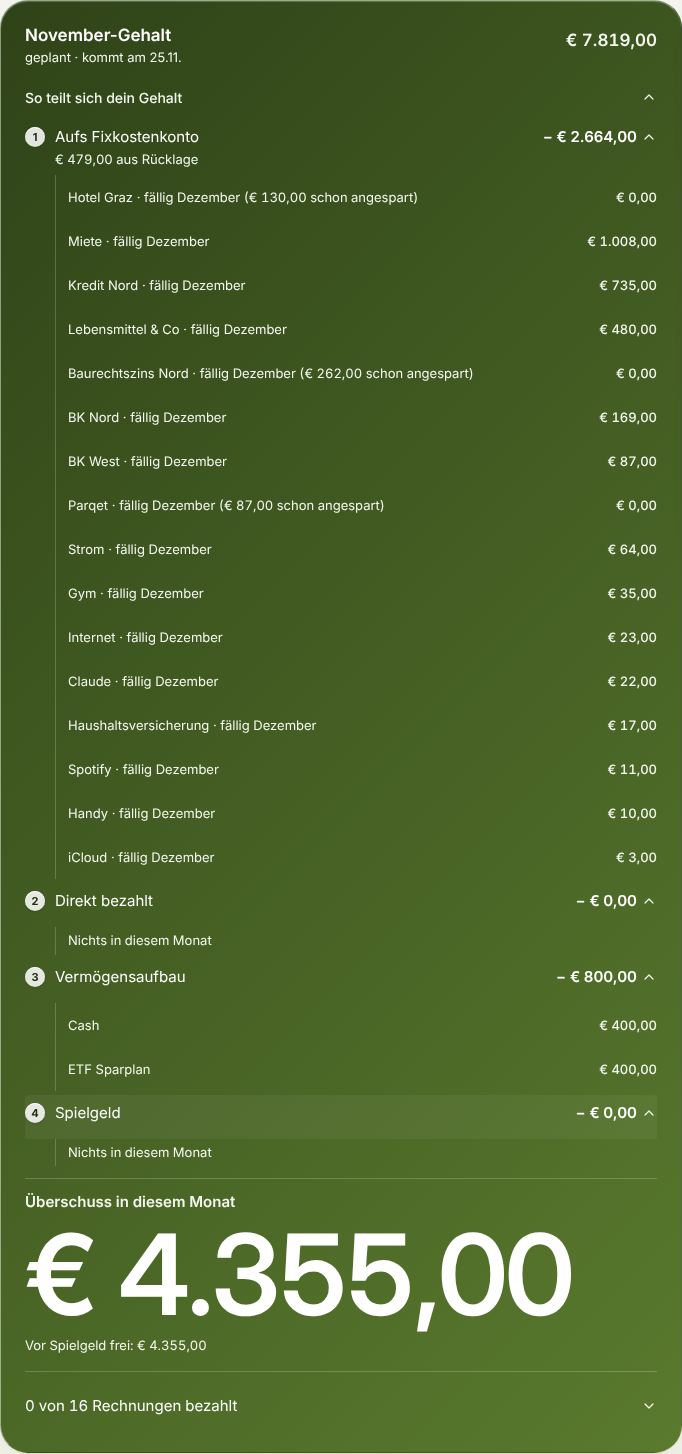 November-Gehalt
€ 7.819,00
geplant · kommt am 25.11.
So teilt sich dein Gehalt
1 Aufs Fixkostenkonto – € 2.664,00
€ 479,00 aus Rücklage
Hotel Graz · fällig Dezember (€ 130,00 schon angespart) € 0,00
Miete · fällig Dezember € 1.008,00
Kredit Nord · fällig Dezember € 735,00
Lebensmittel & Co · fällig Dezember € 480,00
Baurechtszins Nord · fällig Dezember (€ 262,00 schon angespart) € 0,00
BK Nord · fällig Dezember € 169,00
BK West · fällig Dezember € 87,00
Parqet · fällig Dezember (€ 87,00 schon angespart) € 0,00
Strom · fällig Dezember € 64,00
Gym · fällig Dezember € 35,00
Internet · fällig Dezember € 23,00
Claude · fällig Dezember € 22,00
Haushaltsversicherung · fällig Dezember € 17,00
Spotify · fällig Dezember € 11,00
Handy · fällig Dezember € 10,00
iCloud · fällig Dezember € 3,00
2 Direkt bezahlt – € 0,00
Nichts in diesem Monat
3 Vermögensaufbau – € 800,00
Cash € 400,00
ETF Sparplan € 400,00
4 Spielgeld – € 0,00
Nichts in diesem Monat
Überschuss in diesem Monat
€ 4.355,00
Vor Spielgeld frei: € 4.355,00
0 von 16 Rechnungen bezahlt